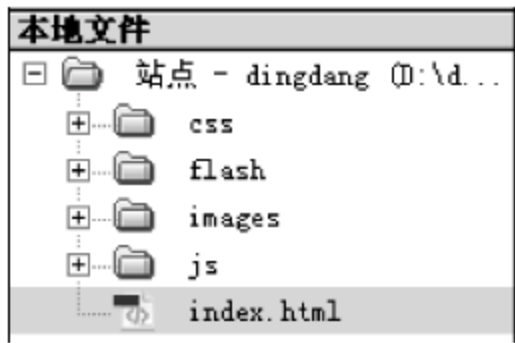 本地文件
站点 - dingdang (D:\d...
css
flash
images
js
index.html